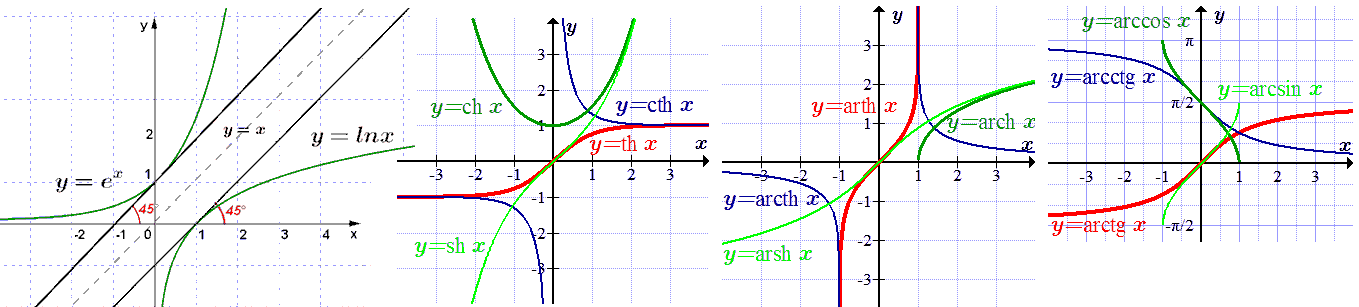 y
2
1
y = x
y = lnx
y = e^x
45°
45°
-2 -1 0 1 2 3 4 x
y
3
2
1
y=ch x
y=cth x
y=th x
x
-3 -2 -1 1 2 3
-1
-2
-3
y=sh x
y
3
2
1
y=arth x
y=arch x
x
-3 -2 -1 1 2 3
-1
-2
-3
y=arcth x
y=arsh x
y=arccos x
y
π
y=arcctg x
y=arcsin x
π/2
x
-3 -2 -1 1 2 3
-π/2
y=arctg x